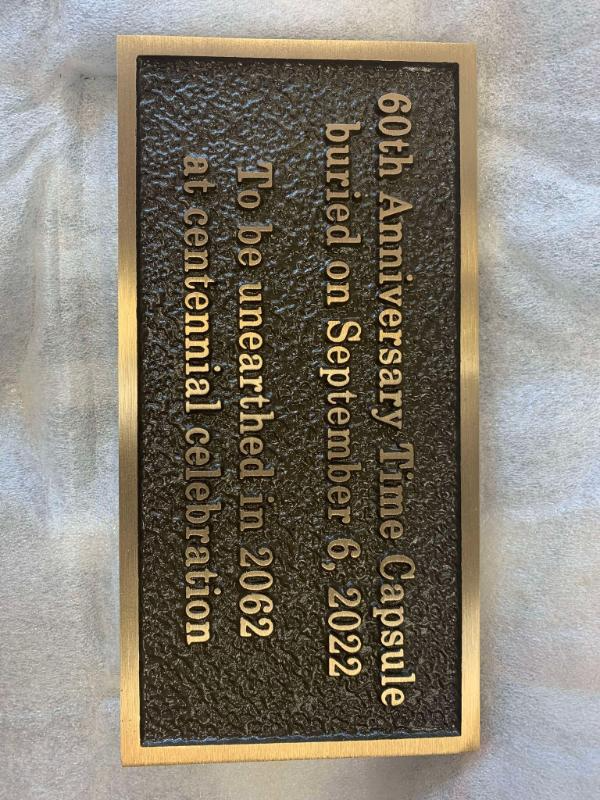 60th Anniversary Time Capsule
buried on September 6, 2022
To be unearthed in 2062
at centennial celebration